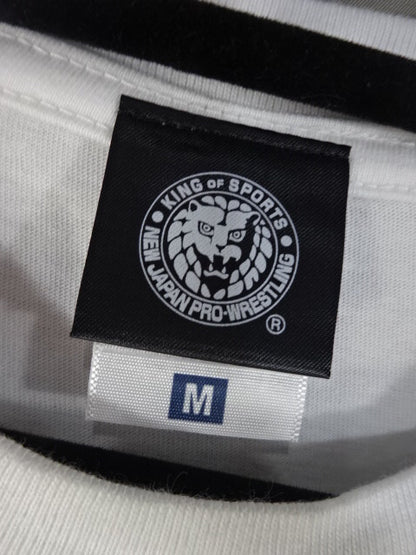 KING OF SPORTS
NEW JAPAN PRO-WRESTLING
®
M